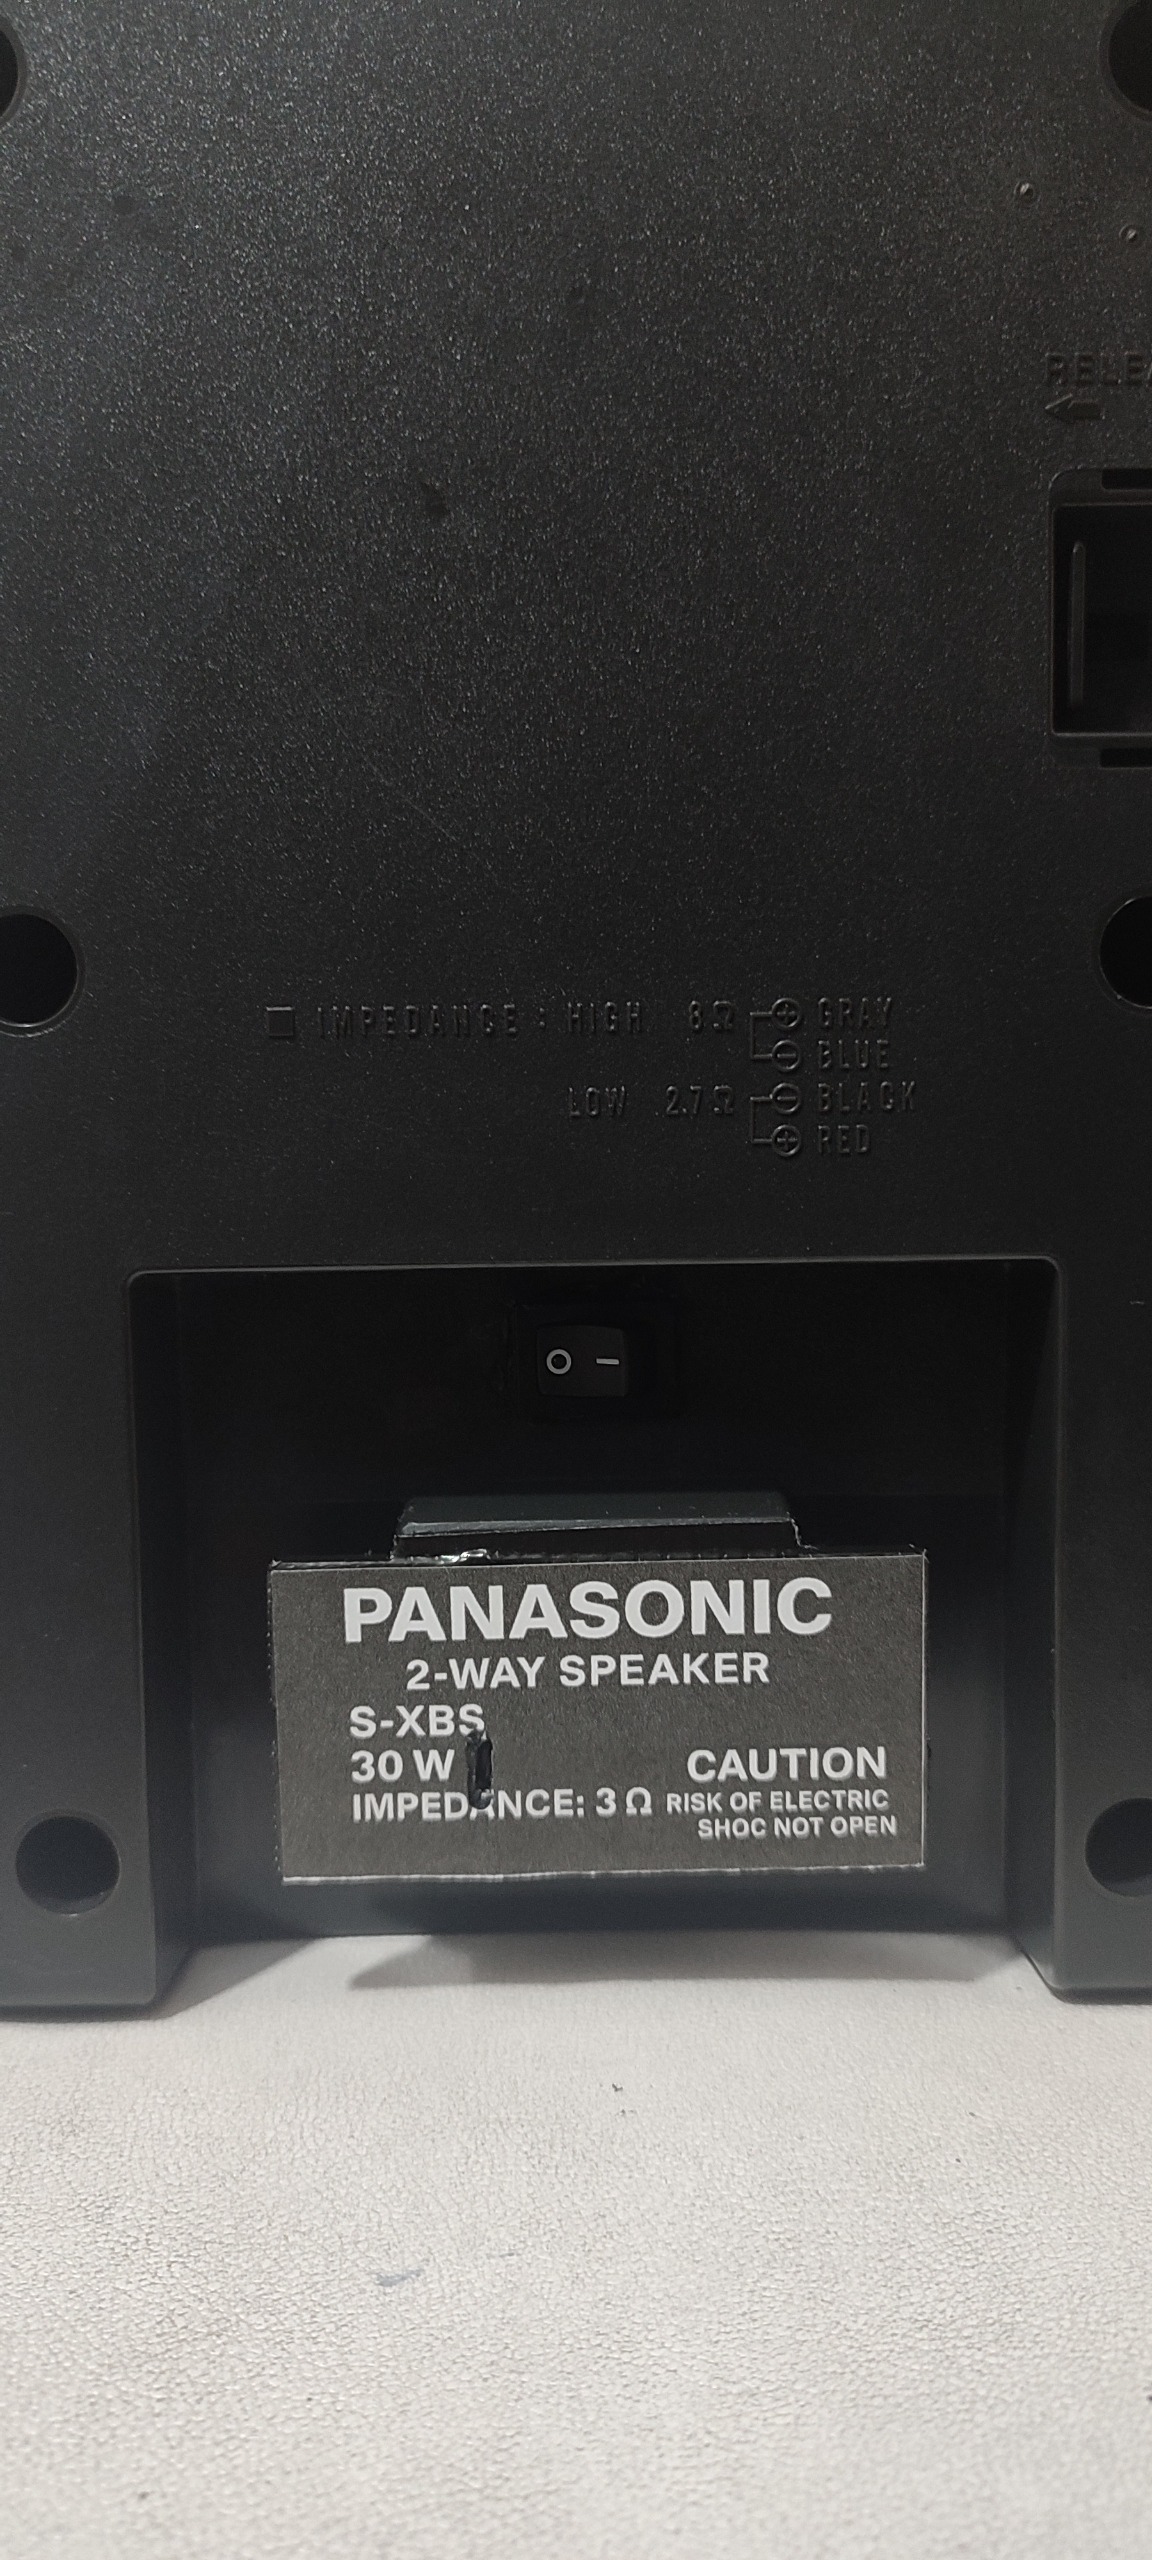 IMPEDANCE : HIGH 8Ω ⊕ GRAY
⊖ BLUE
LOW 2.7Ω ⊖ BLACK
⊕ RED
O I
PANASONIC
2-WAY SPEAKER
S-XBS
30 W
CAUTION
IMPEDANCE: 3 Ω RISK OF ELECTRIC
SHOC NOT OPEN